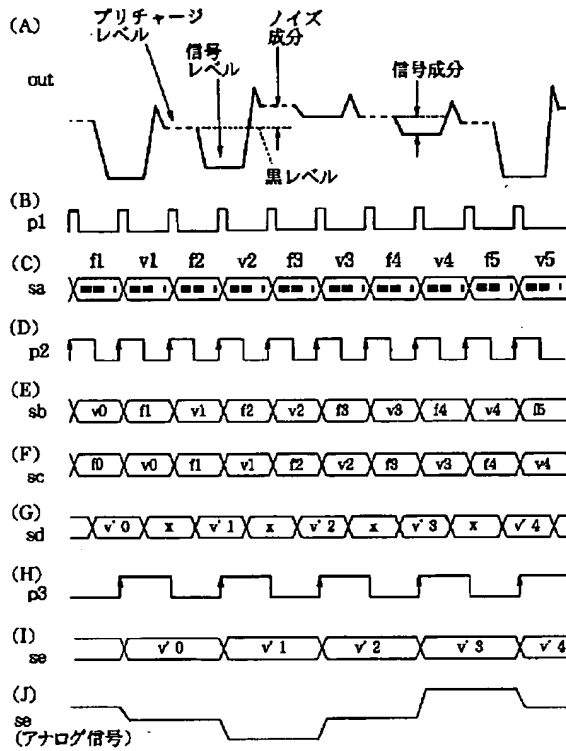 (A)
プリチャージ
レベル
ノイズ
成分
out
信号
レベル
信号成分
黒レベル
(B)
p1
(C)
f1 v1 f2 v2 f3 v3 f4 v4 f5 v5
sa
(D)
p2
(E)
sb
v0 f1 v1 f2 v2 f3 v3 f4 v4 f5
(F)
sc
f0 v0 f1 v1 f2 v2 f3 v3 f4 v4
(G)
sd
v'0 x v'1 x v'2 x v'3 x v'4
(H)
p3
(I)
se
v'0 v'1 v'2 v'3 v'4
(J)
se
(アナログ信号)